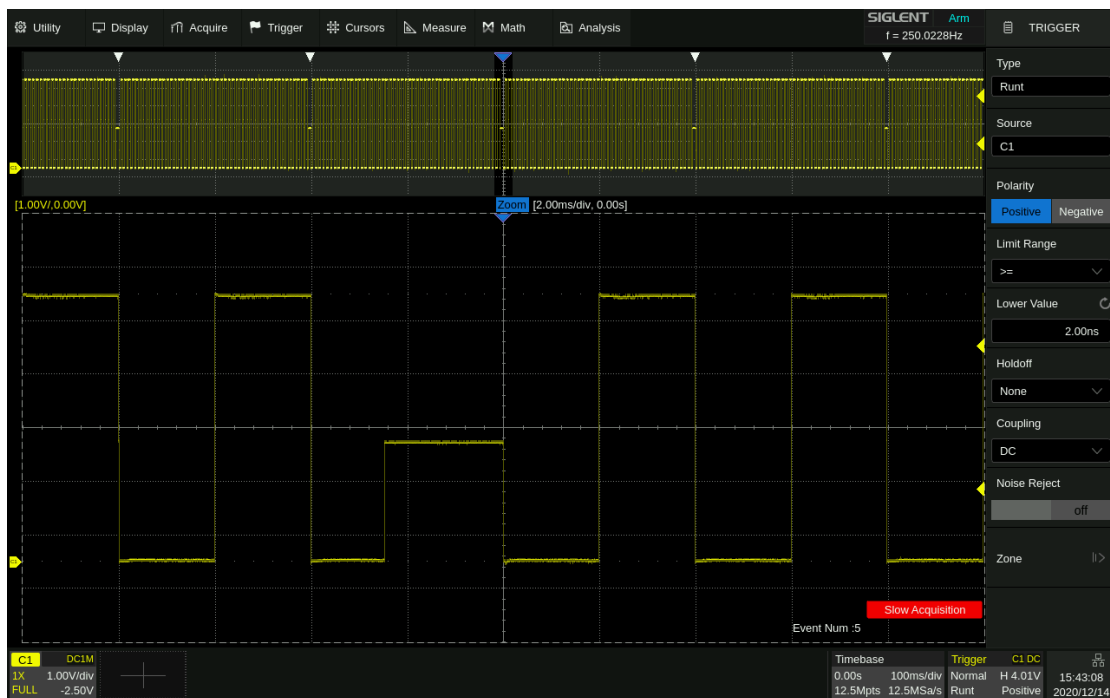 Utility Display Acquire Trigger Cursors Measure Math Analysis SIGLENT Arm
f = 250.0228Hz
TRIGGER
Type
Runt
Source
C1
Polarity
Positive Negative
Limit Range
>=
Lower Value
2.00ns
Holdoff
None
Coupling
DC
Noise Reject
off
Zone
[1.00V/,0.00V] Zoom [2.00ms/div, 0.00s]
Slow Acquisition
Event Num :5
C1 DC1M
1X 1.00V/div
FULL -2.50V
Timebase
0.00s 100ms/div
12.5Mpts 12.5MSa/s
Trigger C1 DC
Normal H 4.01V
Runt Positive
15:43:08
2020/12/14